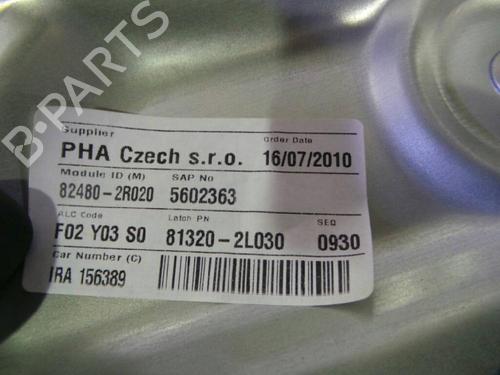 B-PARTS
Supplier Order Date
PHA Czech s.r.o. 16/07/2010
Module ID (M) SAP No
82480-2R020 5602363
ALC Code Latch PN SEQ
F02 Y03 S0 81320-2L030 0930
Car Number (C)
IRA 156389